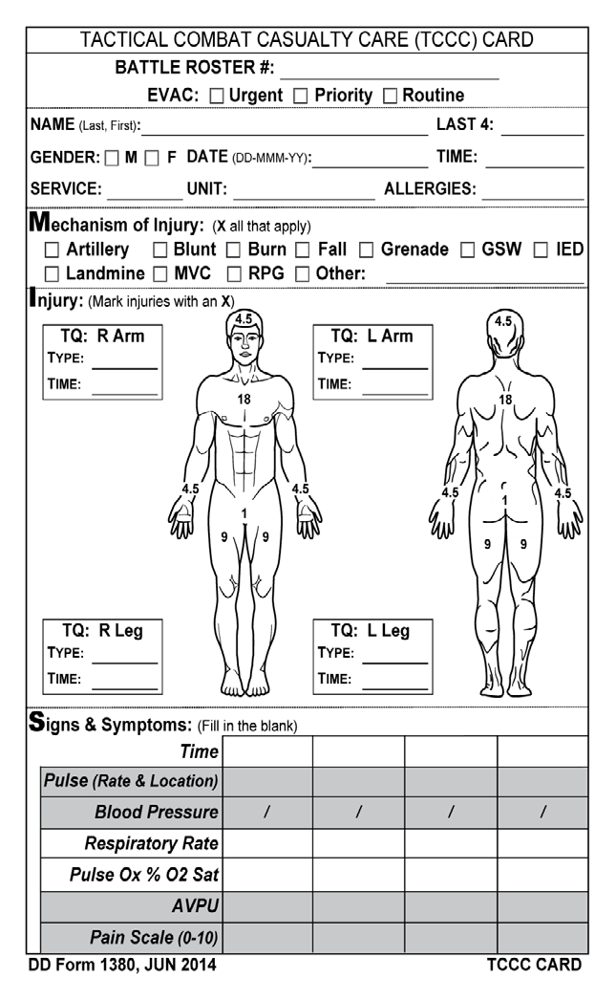 TACTICAL COMBAT CASUALTY CARE (TCCC) CARD
BATTLE ROSTER #:
EVAC: Urgent Priority Routine
NAME (Last, First): LAST 4:
GENDER: M F DATE (DD-MMM-YY): TIME:
SERVICE: UNIT: ALLERGIES:
Mechanism of Injury: (X all that apply)
Artillery Blunt Burn Fall Grenade GSW IED
Landmine MVC RPG Other:
Injury: (Mark injuries with an X)
TQ: R Arm
TYPE:
TIME:
4.5
18
4.5 4.5
1
9 9
TQ: L Arm
TYPE:
TIME:
4.5
18
4.5 4.5
1
9 9
TQ: R Leg
TYPE:
TIME:
TQ: L Leg
TYPE:
TIME:
Signs & Symptoms: (Fill in the blank)
Time
Pulse (Rate & Location)
Blood Pressure / / / /
Respiratory Rate
Pulse Ox % O2 Sat
AVPU
Pain Scale (0-10)
DD Form 1380, JUN 2014 TCCC CARD